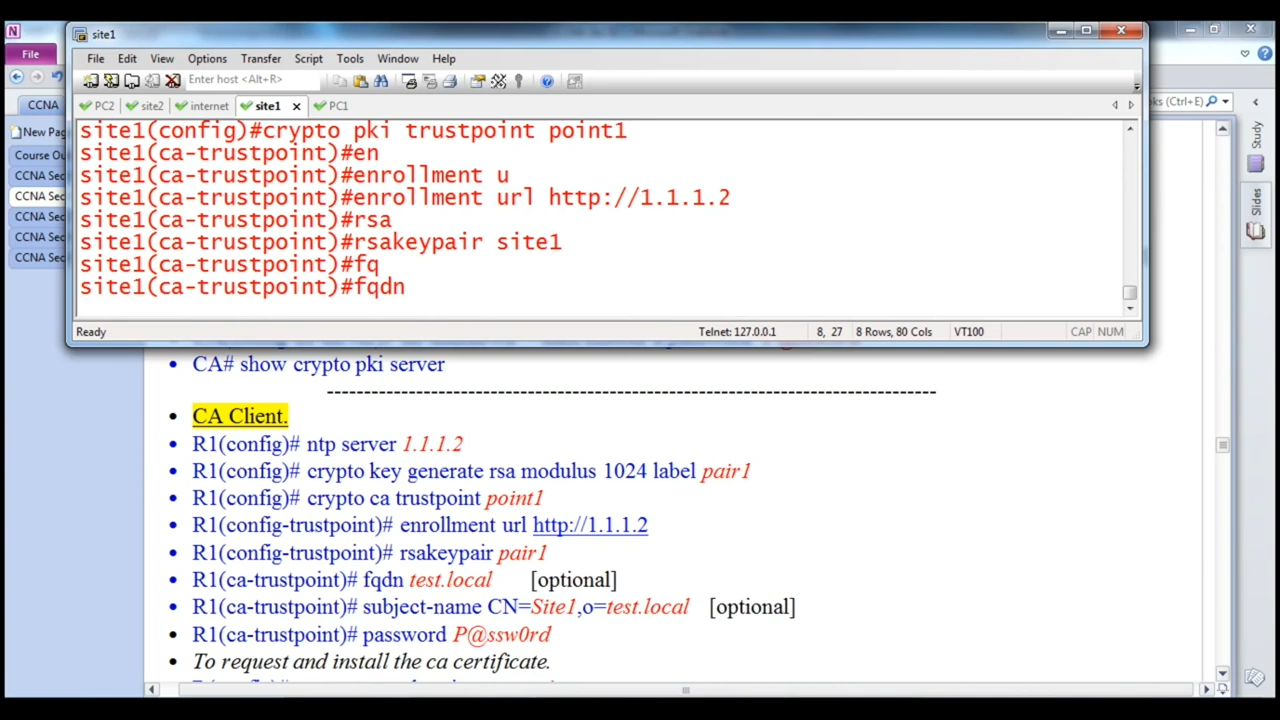 site1
File Edit View Options Transfer Script Tools Window Help
Enter host <Alt+R>
PC2 site2 internet site1 PC1
site1(config)#crypto pki trustpoint point1
site1(ca-trustpoint)#en
site1(ca-trustpoint)#enrollment u
site1(ca-trustpoint)#enrollment url http://1.1.1.2
site1(ca-trustpoint)#rsa
site1(ca-trustpoint)#rsakeypair site1
site1(ca-trustpoint)#fq
site1(ca-trustpoint)#fqdn
Ready Telnet: 127.0.0.1 8, 27 8 Rows, 80 Cols VT100 CAP NUM
File
CCNA
New Pag
Course Ou
CCNA Sec
CCNA Sec
CCNA Sec
CCNA Sec
CCNA Sec
ks (Ctrl+E)
Study
Slides
CA# show crypto pki server
--------------------------------------------------------------------------
CA Client.
R1(config)# ntp server 1.1.1.2
R1(config)# crypto key generate rsa modulus 1024 label pair1
R1(config)# crypto ca trustpoint point1
R1(config-trustpoint)# enrollment url http://1.1.1.2
R1(config-trustpoint)# rsakeypair pair1
R1(ca-trustpoint)# fqdn test.local [optional]
R1(ca-trustpoint)# subject-name CN=Site1,o=test.local [optional]
R1(ca-trustpoint)# password P@ssw0rd
To request and install the ca certificate.